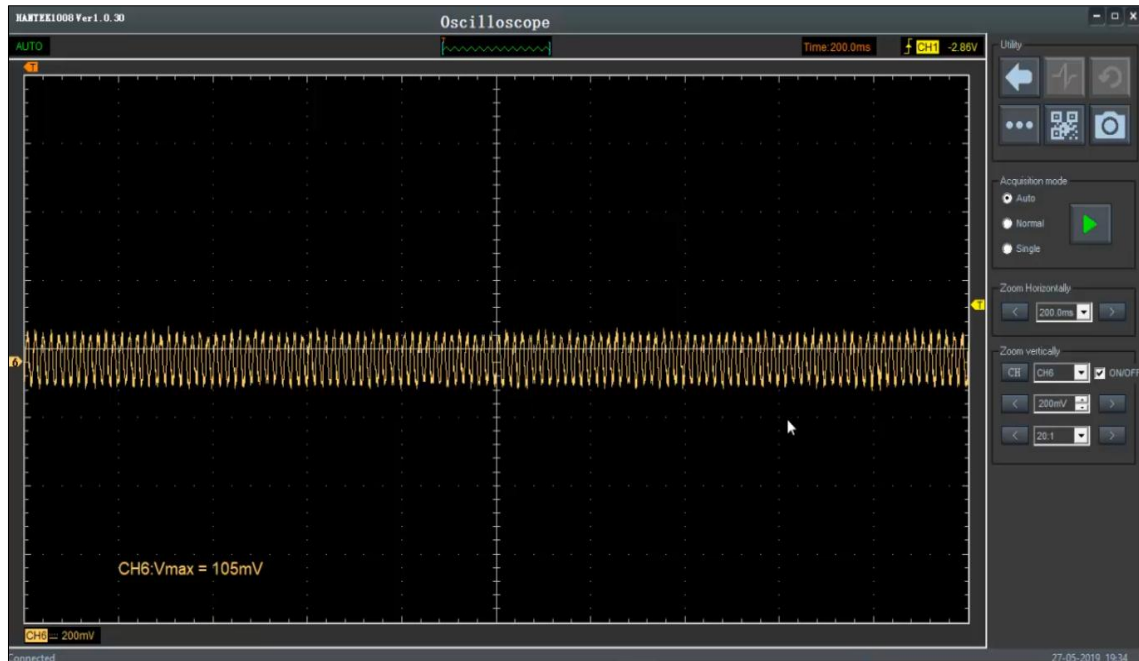 HANTEK1008 Ver1.0.30
Oscilloscope
AUTO
T
Time:200.0ms
CH1 -2.86V
T
Utility
Acquisition mode
Auto
Normal
Single
Zoom Horizontally
< 200.0ms >
Zoom vertically
CH CH6 ON/OFF
< 200mV >
< 20:1 >
T
6
CH6:Vmax = 105mV
CH6 200mV
Connected
27-05-2019 19:34